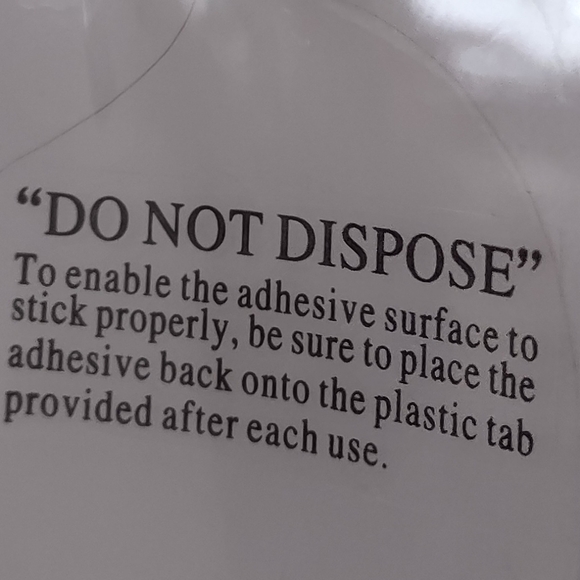 “DO NOT DISPOSE”
To enable the adhesive surface to
stick properly, be sure to place the
adhesive back onto the plastic tab
provided after each use.